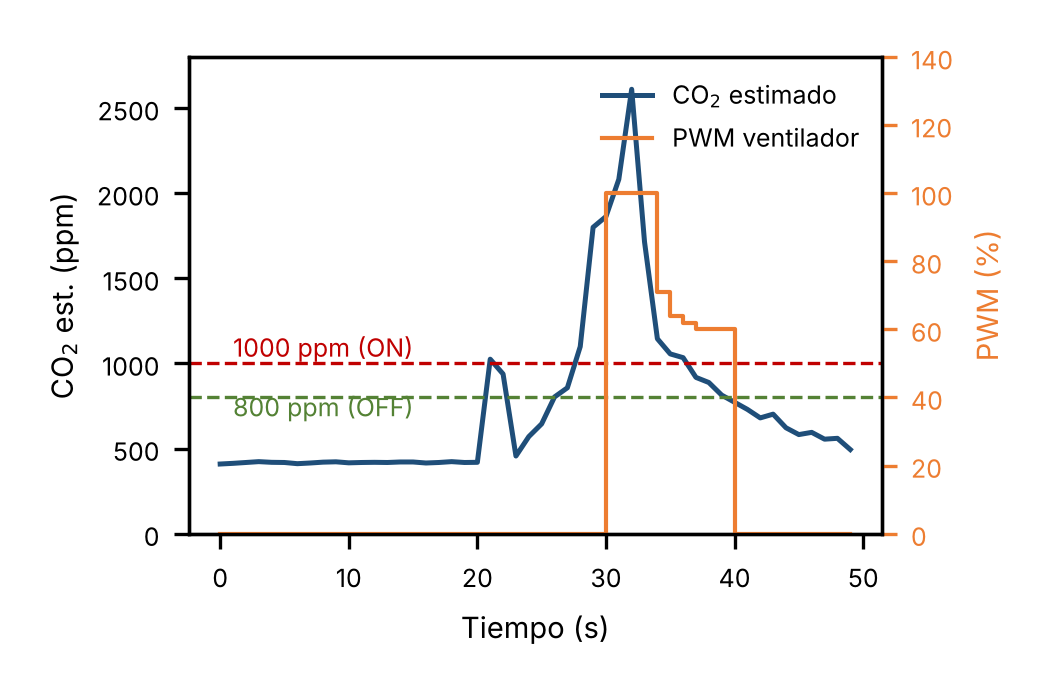 CO₂ estimado
PWM ventilador
1000 ppm (ON)
800 ppm (OFF)
CO₂ est. (ppm)
2500
2000
1500
1000
500
0
140
120
100
80
60
40
20
0
PWM (%)
0 10 20 30 40 50
Tiempo (s)